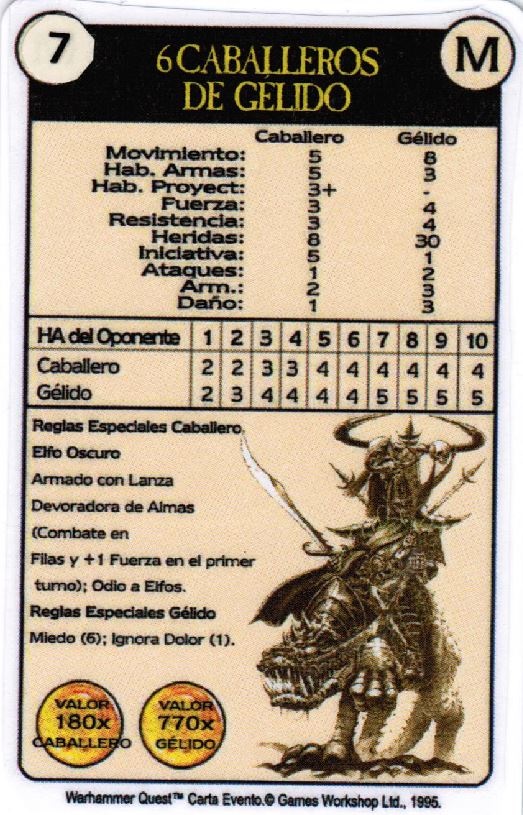 7
M
6 CABALLEROS
DE GELIDO
Caballero Gélido
Movimiento: 5 8
Hab. Armas: 5 3
Hab. Proyect: 3+ -
Fuerza: 3 4
Resistencia: 3 4
Heridas: 8 30
Iniciativa: 5 1
Ataques: 1 2
Arm.: 2 3
Daño: 1 3
HA del Oponente 1 2 3 4 5 6 7 8 9 10
Caballero 2 2 3 3 4 4 4 4 4 4
Gélido 2 3 4 4 4 4 5 5 5 5
Reglas Especiales Caballero
Elfo Oscuro
Armado con Lanza
Devoradora de Almas
(Combate en
Filas y +1 Fuerza en el primer
turno); Odio a Elfos.
Reglas Especiales Gélido
Miedo (6); Ignora Dolor (1).
VALOR
180x
CABALLERO
VALOR
770x
GÉLIDO
Warhammer Quest™ Carta Evento.© Games Workshop Ltd., 1995.